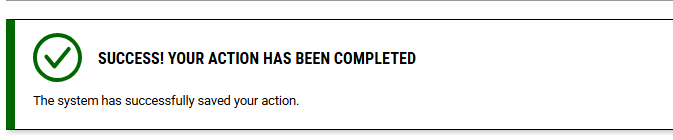 SUCCESS! YOUR ACTION HAS BEEN COMPLETED
The system has successfully saved your action.